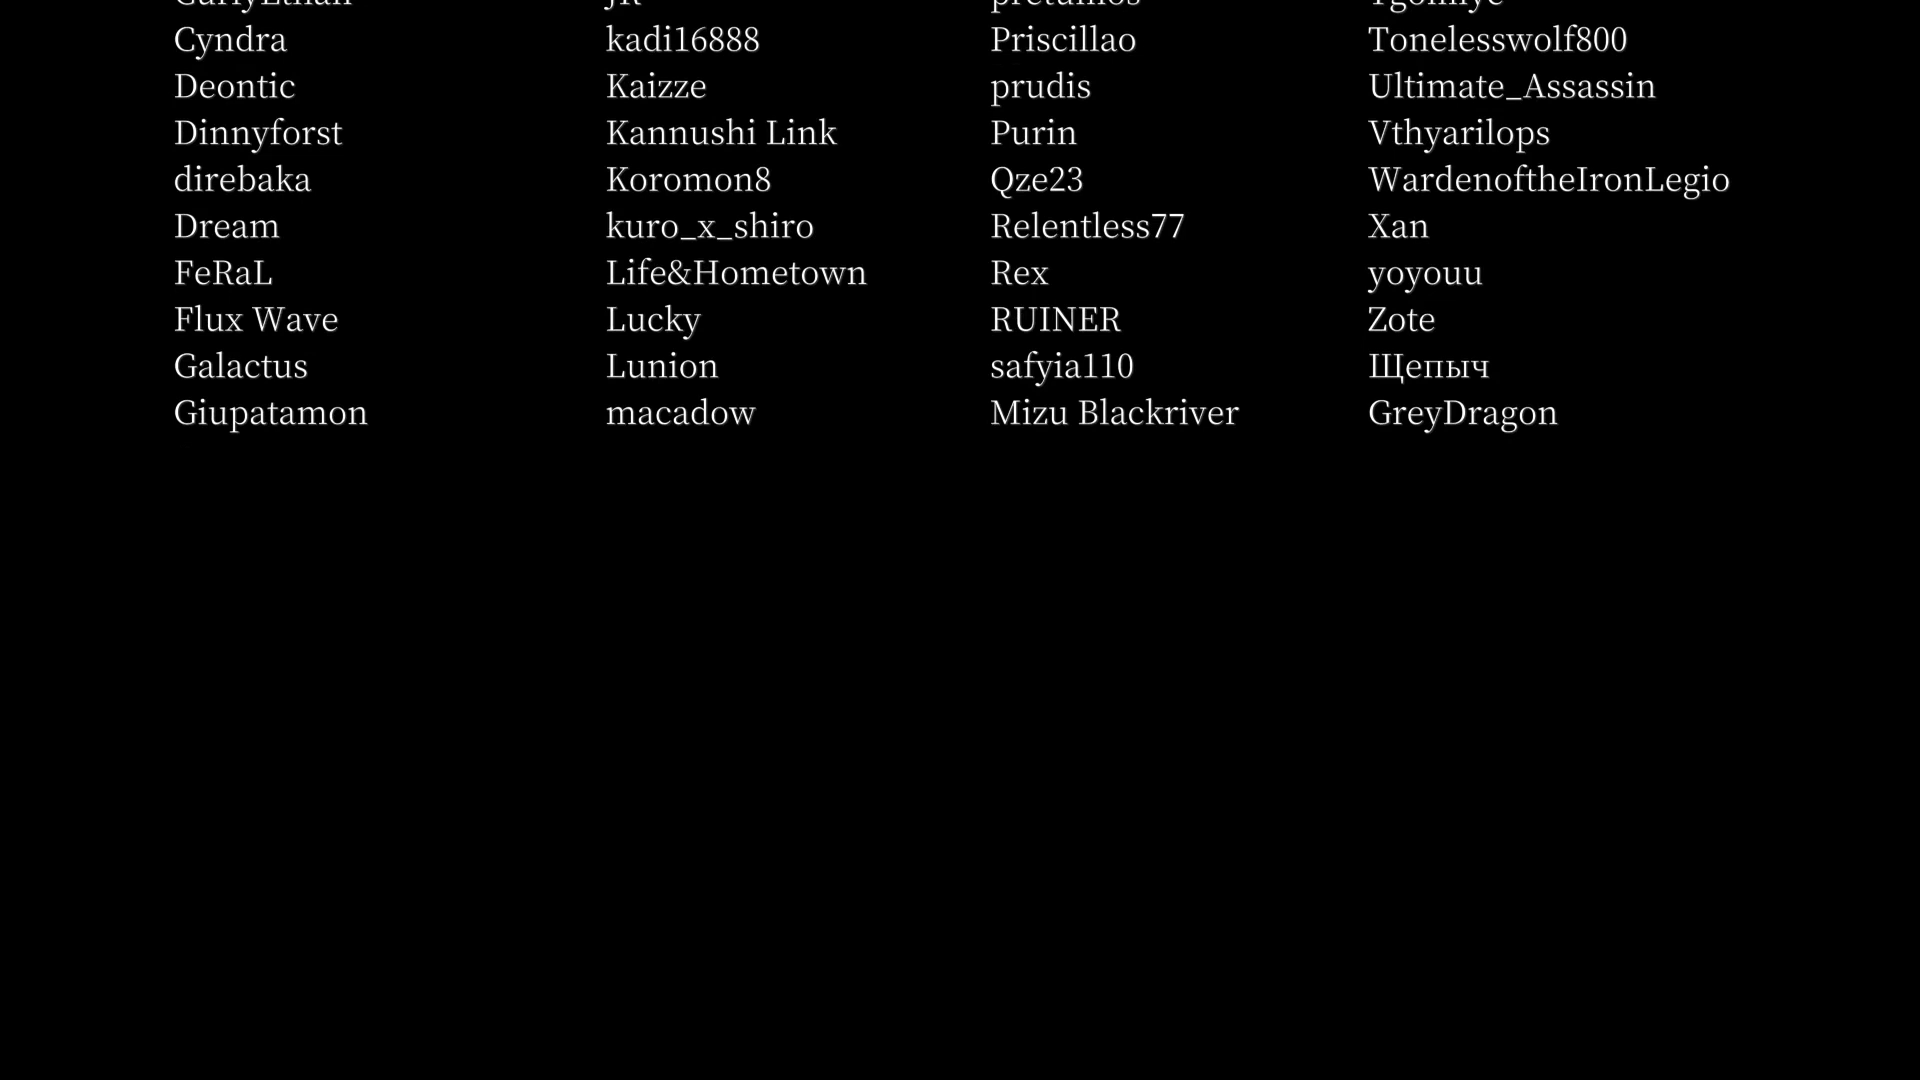 Cyndra kadi16888 Priscillao Tonelesswolf800
Deontic Kaizze prudis Ultimate_Assassin
Dinnyforst Kannushi Link Purin Vthyarilops
direbaka Koromon8 Qze23 WardenoftheIronLegio
Dream kuro_x_shiro Relentless77 Xan
FeRaL Life&Hometown Rex yoyouu
Flux Wave Lucky RUINER Zote
Galactus Lunion safyia110 Щепыч
Giupatamon macadow Mizu Blackriver GreyDragon